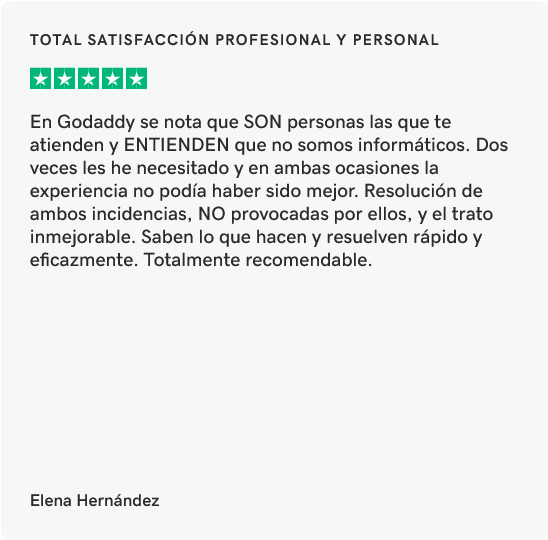 TOTAL SATISFACCIÓN PROFESIONAL Y PERSONAL
En Godaddy se nota que SON personas las que te
atienden y ENTIENDEN que no somos informáticos. Dos
veces les he necesitado y en ambas ocasiones la
experiencia no podía haber sido mejor. Resolución de
ambos incidencias, NO provocadas por ellos, y el trato
inmejorable. Saben lo que hacen y resuelven rápido y
eficazmente. Totalmente recomendable.
Elena Hernández